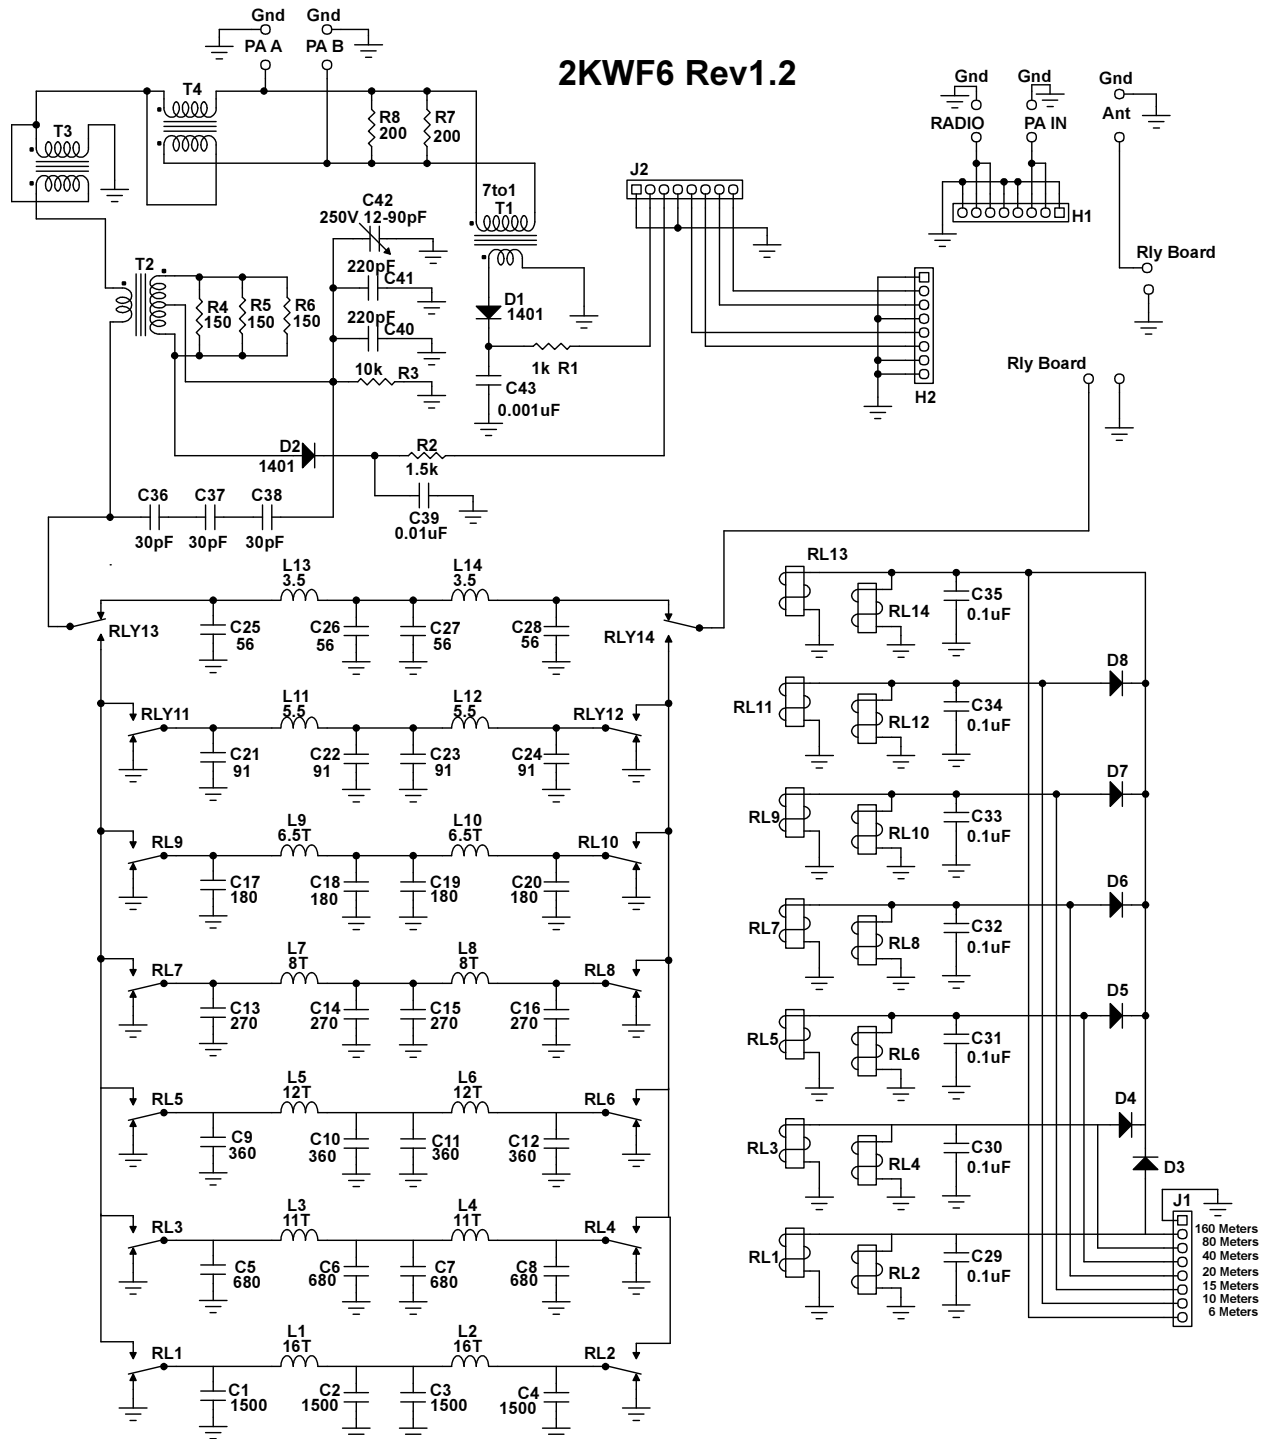 2KWF6 Rev1.2
Gnd
Gnd
PA A
PA B
T4
T3
R8
200
R7
200
Gnd
Gnd
Gnd
RADIO
PA IN
Ant
H1
J2
7to1
T1
C42
250V 12-90pF
220pF
C41
220pF
C40
10k
R3
T2
R4
150
R5
150
R6
150
D1
1401
1k R1
C43
0.001uF
Rly Board
Rly Board
H2
D2
1401
R2
1.5k
C39
0.01uF
C36
C37
C38
30pF
30pF
30pF
L13
3.5
L14
3.5
RLY13
C25
56
C26
56
C27
56
C28
56
RLY14
L11
5.5
L12
5.5
RLY11
RLY12
C21
91
C22
91
C23
91
C24
91
L9
6.5T
L10
6.5T
RL9
RL10
C17
180
C18
180
C19
180
C20
180
L7
8T
L8
8T
RL7
RL8
C13
270
C14
270
C15
270
C16
270
L5
12T
L6
12T
RL5
RL6
C9
360
C10
360
C11
360
C12
360
L3
11T
L4
11T
RL3
RL4
C5
680
C6
680
C7
680
C8
680
L1
16T
L2
16T
RL1
RL2
C1
1500
C2
1500
C3
1500
C4
1500
RL13
RL14
C35
0.1uF
D8
RL11
RL12
C34
0.1uF
D7
RL9
RL10
C33
0.1uF
D6
RL7
RL8
C32
0.1uF
D5
RL5
RL6
C31
0.1uF
D4
RL3
RL4
C30
0.1uF
D3
J1
RL1
RL2
C29
0.1uF
160 Meters
80 Meters
40 Meters
20 Meters
15 Meters
10 Meters
6 Meters